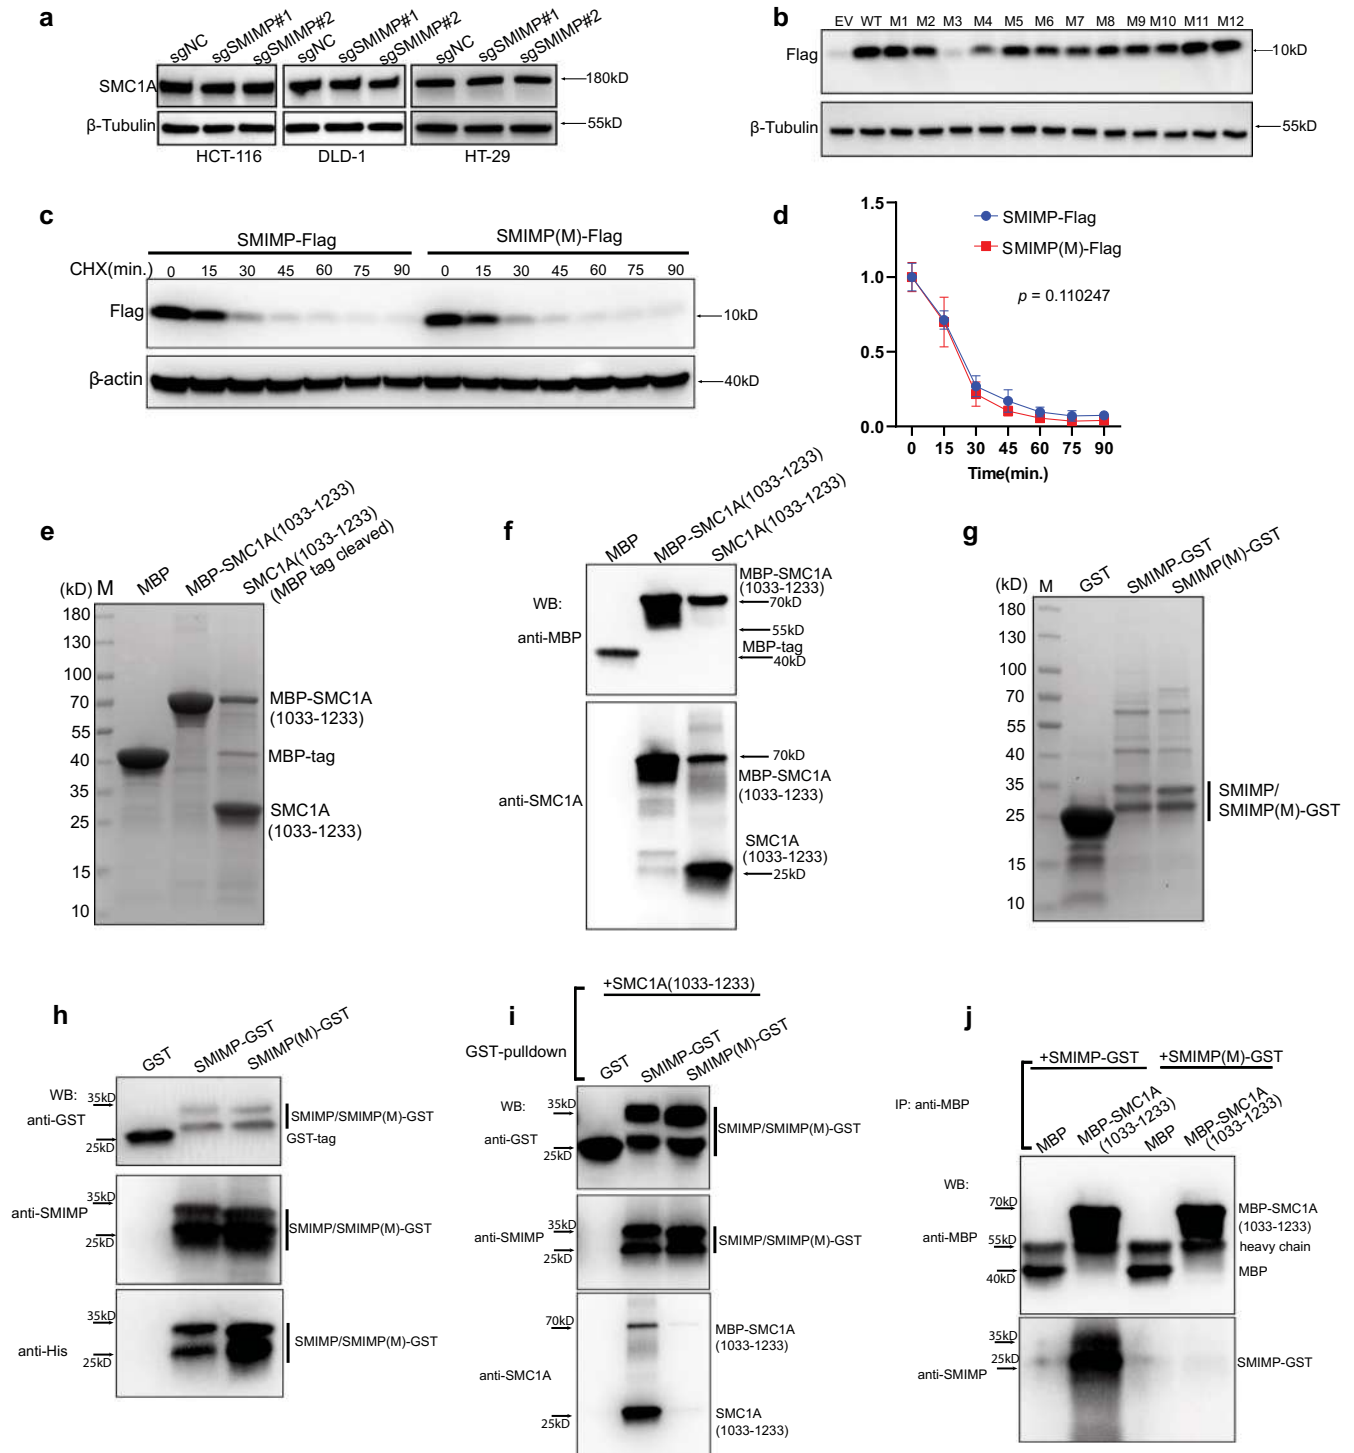 a
sgNC sgSMIMP#1 sgSMIMP#2 sgNC sgSMIMP#1 sgSMIMP#2 sgNC sgSMIMP#1 sgSMIMP#2
SMC1A 180kD
β-Tubulin 55kD
HCT-116 DLD-1 HT-29
b
EV WT M1 M2 M3 M4 M5 M6 M7 M8 M9 M10 M11 M12
Flag 10kD
β-Tubulin 55kD
c
SMIMP-Flag SMIMP(M)-Flag
CHX(min.) 0 15 30 45 60 75 90 0 15 30 45 60 75 90
Flag 10kD
β-actin 40kD
d
1.5
1.0
0.5
0.0
SMIMP-Flag
SMIMP(M)-Flag
p = 0.110247
0 15 30 45 60 75 90
Time(min.)
e
(kD) M MBP MBP-SMC1A(1033-1233) SMC1A(1033-1233)
(MBP tag cleaved)
180
130
100
70
55
40
35
25
15
10
MBP-SMC1A
(1033-1233)
MBP-tag
SMC1A
(1033-1233)
f
MBP MBP-SMC1A(1033-1233) SMC1A(1033-1233)
WB:
anti-MBP
MBP-SMC1A
(1033-1233)
70kD
55kD
MBP-tag
40kD
anti-SMC1A
70kD
MBP-SMC1A
(1033-1233)
SMC1A
(1033-1233)
25kD
g
(kD) M GST SMIMP-GST SMIMP(M)-GST
180
130
100
70
55
40
35
25
15
10
SMIMP/
SMIMP(M)-GST
h
GST SMIMP-GST SMIMP(M)-GST
WB:
anti-GST
35kD
25kD
SMIMP/SMIMP(M)-GST
GST-tag
anti-SMIMP
35kD
25kD
SMIMP/SMIMP(M)-GST
anti-His
35kD
25kD
SMIMP/SMIMP(M)-GST
i
+SMC1A(1033-1233)
GST-pulldown
GST SMIMP-GST SMIMP(M)-GST
WB:
anti-GST
35kD
25kD
SMIMP/SMIMP(M)-GST
anti-SMIMP
35kD
25kD
SMIMP/SMIMP(M)-GST
70kD
MBP-SMC1A
(1033-1233)
anti-SMC1A
25kD
SMC1A
(1033-1233)
j
+SMIMP-GST +SMIMP(M)-GST
IP: anti-MBP
MBP MBP-SMC1A
(1033-1233)
MBP MBP-SMC1A
(1033-1233)
WB:
anti-MBP
70kD
55kD
40kD
MBP-SMC1A
(1033-1233)
heavy chain
MBP
35kD
25kD
anti-SMIMP
SMIMP-GST